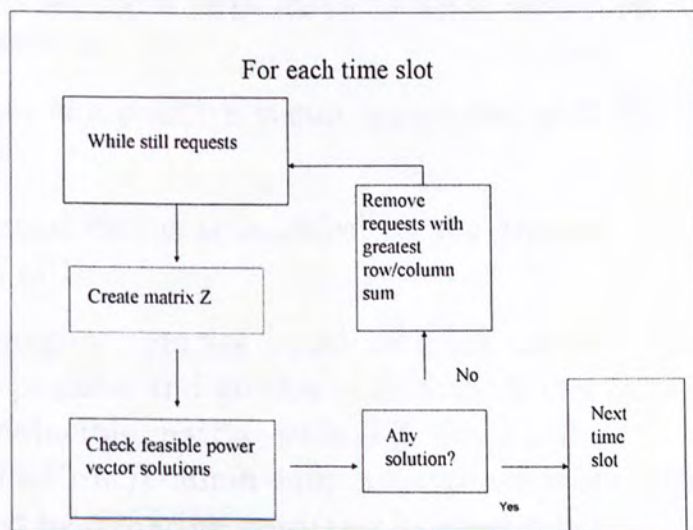 For each time slot
While still requests
Remove
requests with
greatest
row/column
sum
Create matrix Z
No
Check feasible power
vector solutions
Any
solution?
Yes
Next
time
slot